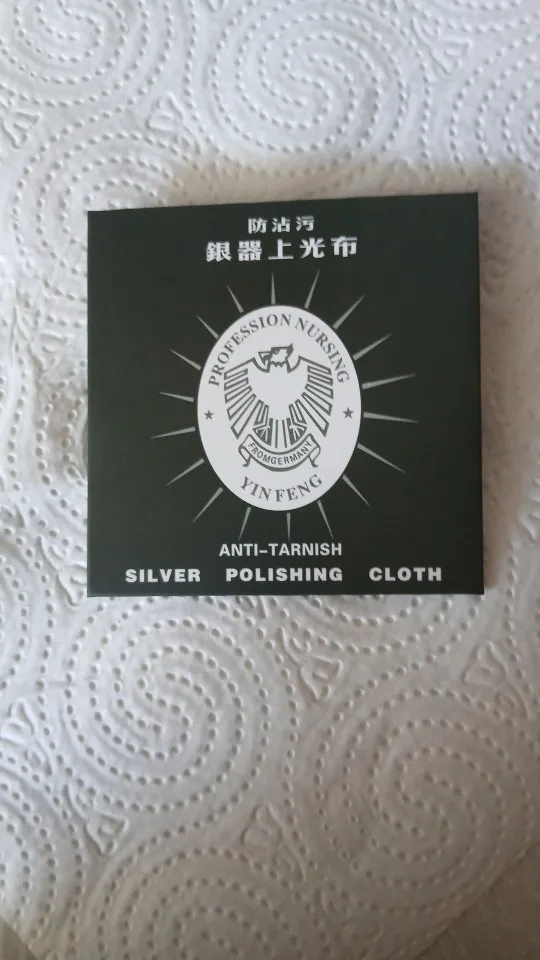 防沾污
銀器上光布
PROFESSION NURSING
FROMGERMANY
YIN FENG
ANTI-TARNISH
SILVER POLISHING CLOTH